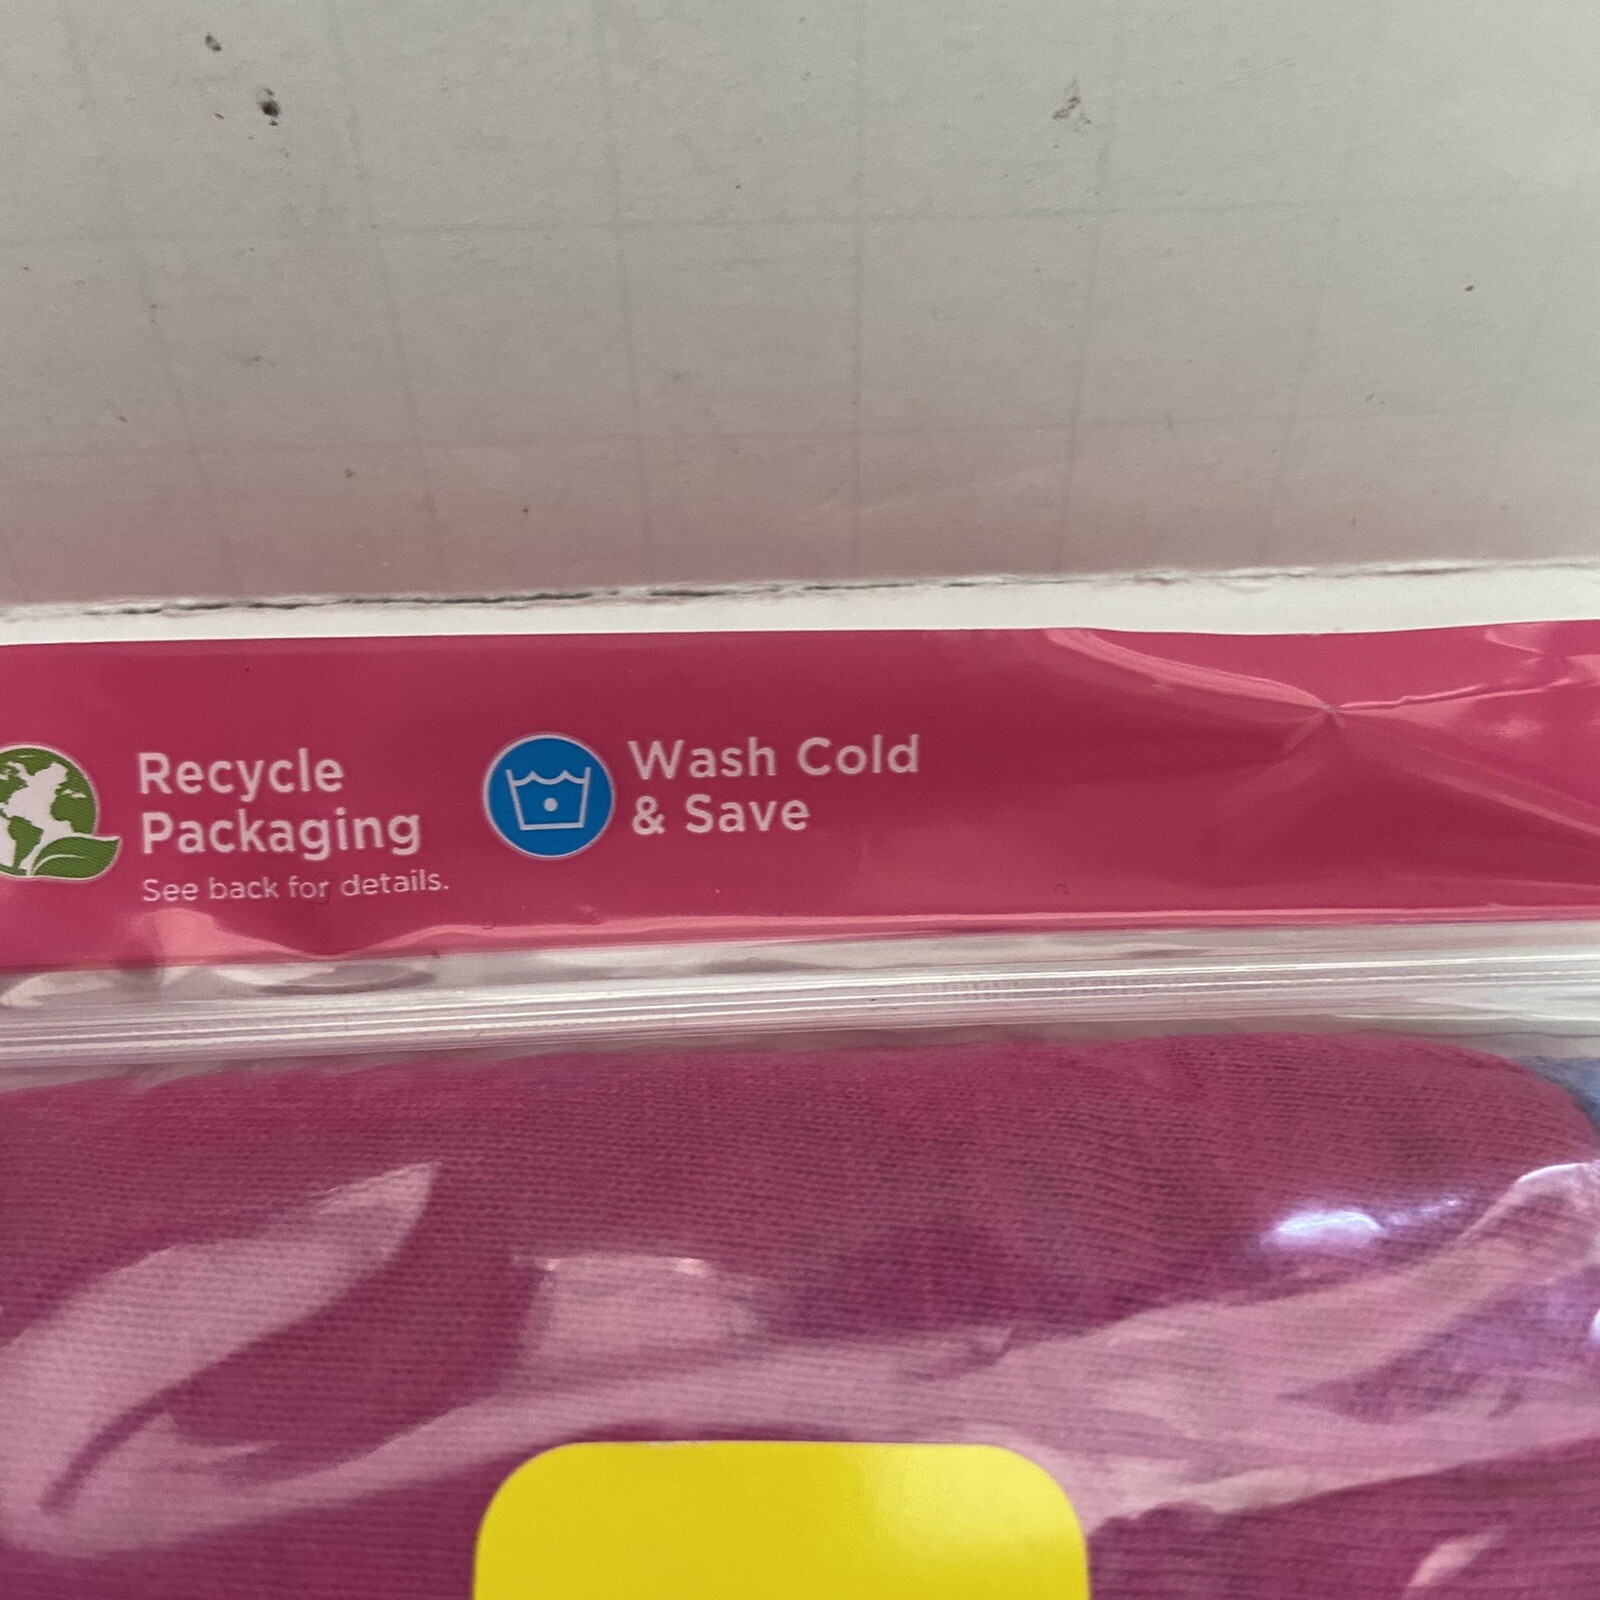 Recycle
Packaging
See back for details.
Wash Cold
& Save